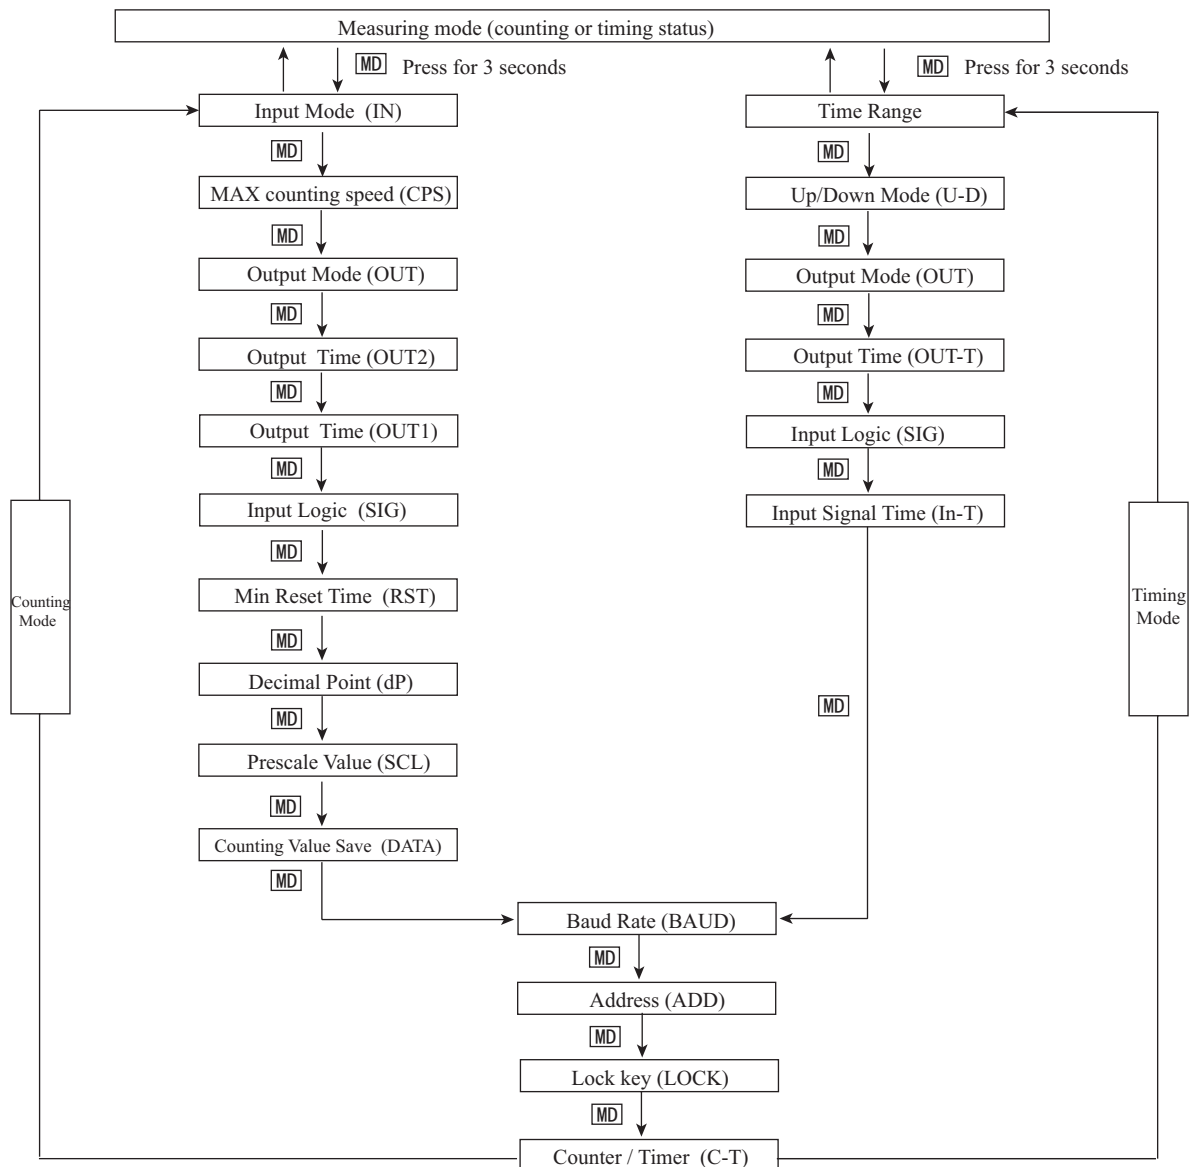 Measuring mode (counting or timing status)
MD Press for 3 seconds
MD Press for 3 seconds
Input Mode (IN)
Time Range
MD
MD
MAX counting speed (CPS)
Up/Down Mode (U-D)
MD
MD
Output Mode (OUT)
Output Mode (OUT)
MD
MD
Output Time (OUT2)
Output Time (OUT-T)
MD
MD
Output Time (OUT1)
Input Logic (SIG)
MD
MD
Input Logic (SIG)
Input Signal Time (In-T)
MD
Min Reset Time (RST)
Counting
Mode
Timing
Mode
MD
Decimal Point (dP)
MD
MD
Prescale Value (SCL)
MD
Counting Value Save (DATA)
MD
Baud Rate (BAUD)
MD
Address (ADD)
MD
Lock key (LOCK)
MD
Counter / Timer (C-T)